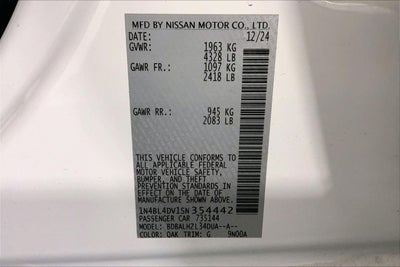 MFD BY NISSAN MOTOR CO., LTD.
DATE: 12/24
GVWR: 1963 KG
4328 LB
GAWR FR: 1097 KG
2418 LB
GAWR RR: 945 KG
2083 LB
THIS VEHICLE CONFORMS TO
ALL APPLICABLE FEDERAL
MOTOR VEHICLE SAFETY,
BUMPER, AND THEFT
PREVENTION STANDARDS IN
EFFECT ON THE DATE OF
MANUFACTURE SHOWN ABOVE.
1N4BL4DV1SN354442
PASSENGER CAR 735144
MODEL: BDBALHZL34DUA--A--
COLOR: QAK TRIM: G 9N00A